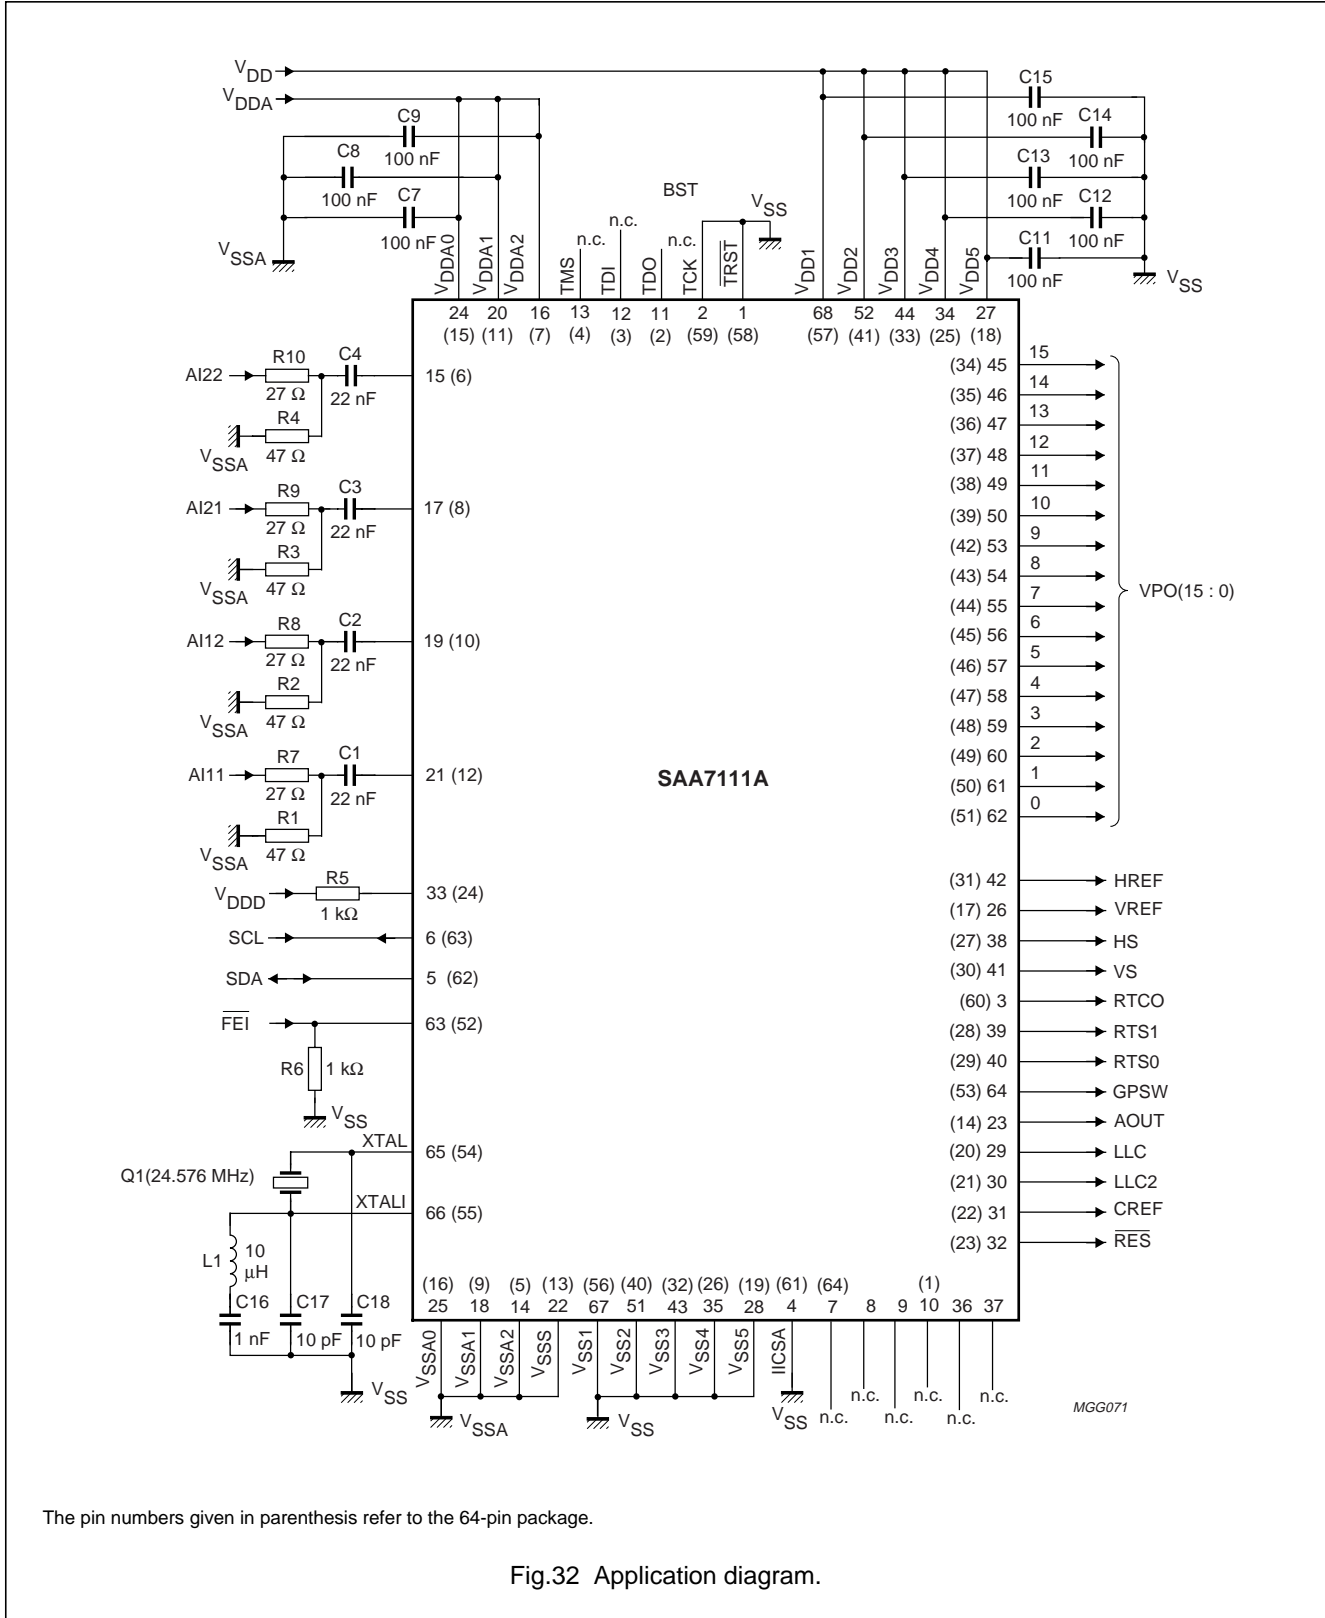 VDD
VDDA
C15
100 nF
C9
100 nF
C14
100 nF
C8
100 nF
C13
100 nF
C7
100 nF
C12
100 nF
C11
100 nF
VSSA
VSS
BST
VSS
n.c.
n.c.
n.c.
VDDA0
VDDA1
VDDA2
TMS
TDI
TDO
TCK
TRST
VDD1
VDD2
VDD3
VDD4
VDD5
24 20 16 13 12 11 2 1 68 52 44 34 27
(15) (11) (7) (4) (3) (2) (59) (58) (57) (41) (33) (25) (18)
AI22
R10
27 Ω
C4
22 nF
15 (6)
R4
47 Ω
VSSA
AI21
R9
27 Ω
C3
22 nF
17 (8)
R3
47 Ω
VSSA
AI12
R8
27 Ω
C2
22 nF
19 (10)
R2
47 Ω
VSSA
AI11
R7
27 Ω
C1
22 nF
21 (12)
R1
47 Ω
VSSA
VDDD
R5
1 kΩ
33 (24)
SCL
6 (63)
SDA
5 (62)
FEI
63 (52)
R6
1 kΩ
VSS
XTAL
65 (54)
Q1(24.576 MHz)
XTALI
66 (55)
L1
10
μH
C16
1 nF
C17
10 pF
C18
10 pF
VSS
SAA7111A
(34) 45 15
(35) 46 14
(36) 47 13
(37) 48 12
(38) 49 11
(39) 50 10
(42) 53 9
(43) 54 8
(44) 55 7
(45) 56 6
(46) 57 5
(47) 58 4
(48) 59 3
(49) 60 2
(50) 61 1
(51) 62 0
VPO(15 : 0)
(31) 42 HREF
(17) 26 VREF
(27) 38 HS
(30) 41 VS
(60) 3 RTCO
(28) 39 RTS1
(29) 40 RTS0
(53) 64 GPSW
(14) 23 AOUT
(20) 29 LLC
(21) 30 LLC2
(22) 31 CREF
(23) 32 RES
(16) (9) (5) (13) (56) (40) (32) (26) (19) (61) (64) (1)
25 18 14 22 67 51 43 35 28 4 7 8 9 10 36 37
VSSA0
VSSA1
VSSA2
VSSS
VSS1
VSS2
VSS3
VSS4
VSS5
IICSA
VSSA
VSS
VSS
n.c.
n.c.
n.c.
n.c.
n.c.
n.c.
MGG071
The pin numbers given in parenthesis refer to the 64-pin package.
Fig.32 Application diagram.